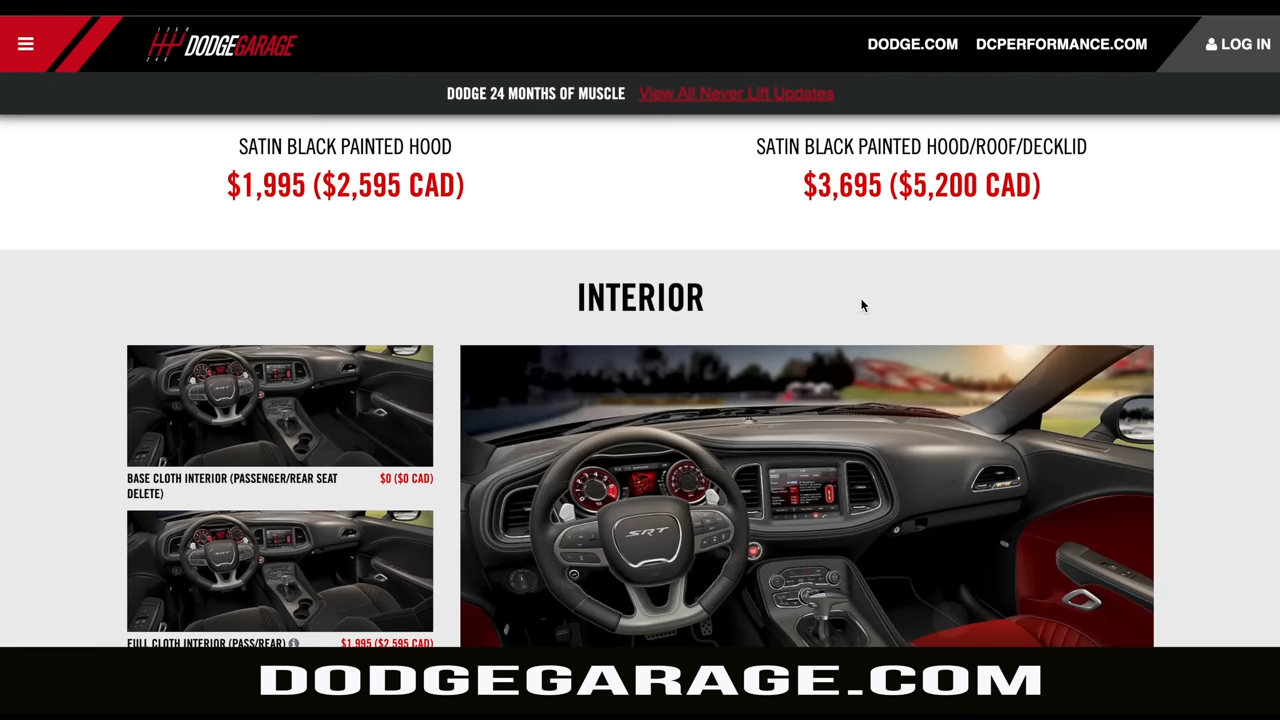 DODGEGARAGE
DODGE.COM
DCPERFORMANCE.COM
LOG IN
DODGE 24 MONTHS OF MUSCLE
View All Never Lift Updates
SATIN BLACK PAINTED HOOD
$1,995 ($2,595 CAD)
SATIN BLACK PAINTED HOOD/ROOF/DECKLID
$3,695 ($5,200 CAD)
INTERIOR
BASE CLOTH INTERIOR (PASSENGER/REAR SEAT
DELETE)
$0 ($0 CAD)
FULL CLOTH INTERIOR (PASS/REAR)
$1,995 ($2,595 CAD)
SRT
DODGEGARAGE.COM